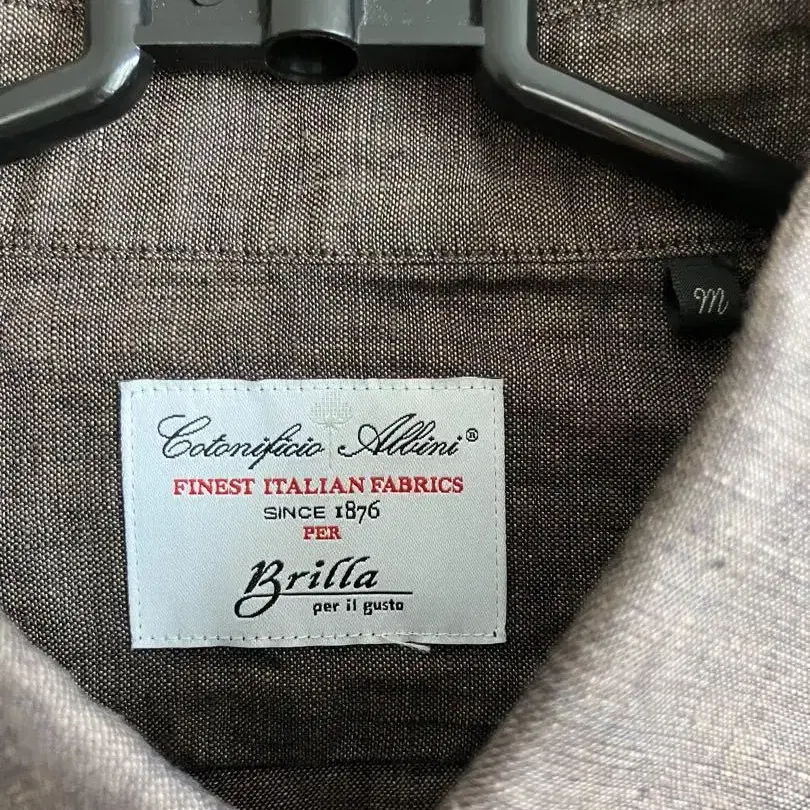 M
Cotonificio Albini®
FINEST ITALIAN FABRICS
SINCE 1876
PER
Brilla
per il gusto